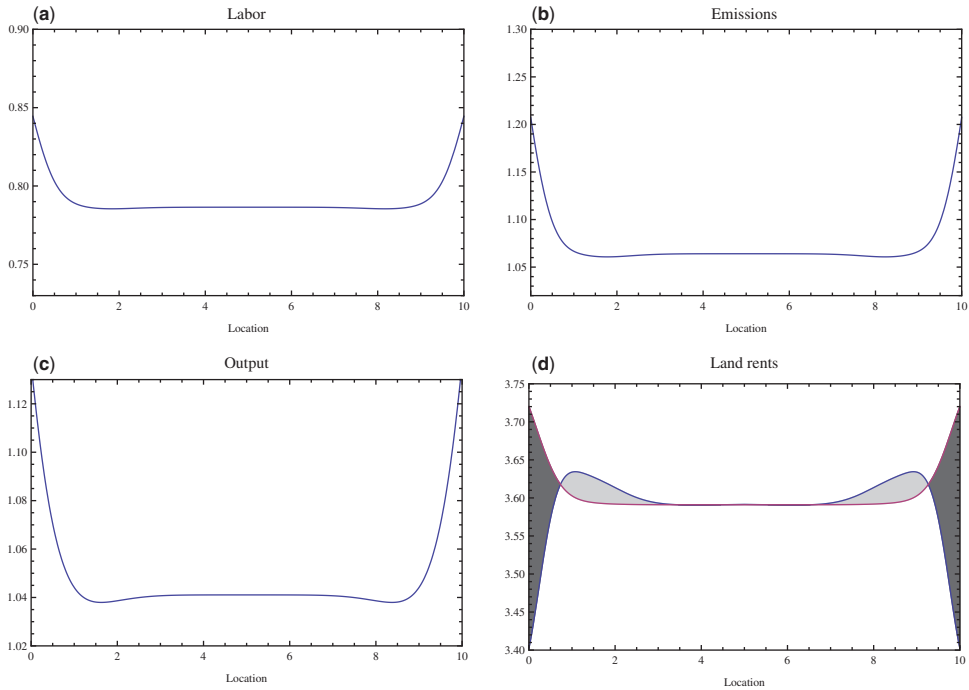 (a) Labor
0.90
0.85
0.80
0.75
0 2 4 6 8 10
Location
(b) Emissions
1.30
1.25
1.20
1.15
1.10
1.05
0 2 4 6 8 10
Location
(c) Output
1.12
1.10
1.08
1.06
1.04
1.02
0 2 4 6 8 10
Location
(d) Land rents
3.75
3.70
3.65
3.60
3.55
3.50
3.45
3.40
0 2 4 6 8 10
Location